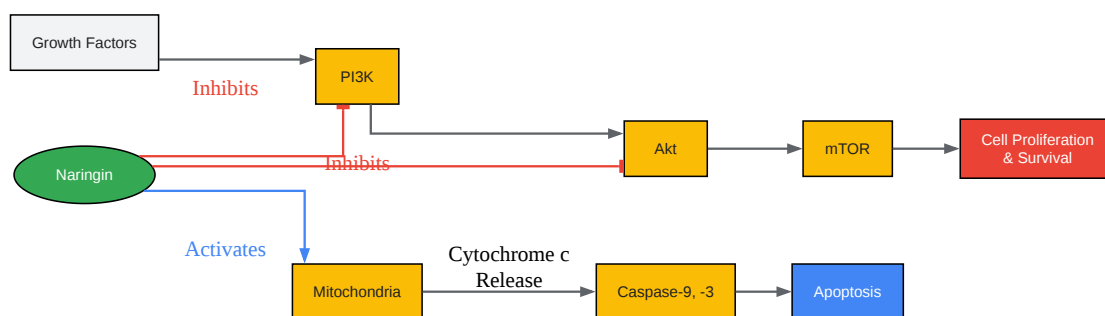 Growth Factors
PI3K
Inhibits
Akt
mTOR
Cell Proliferation
& Survival
Inhibits
Naringin
Activates
Cytochrome c
Release
Mitochondria
Caspase-9, -3
Apoptosis